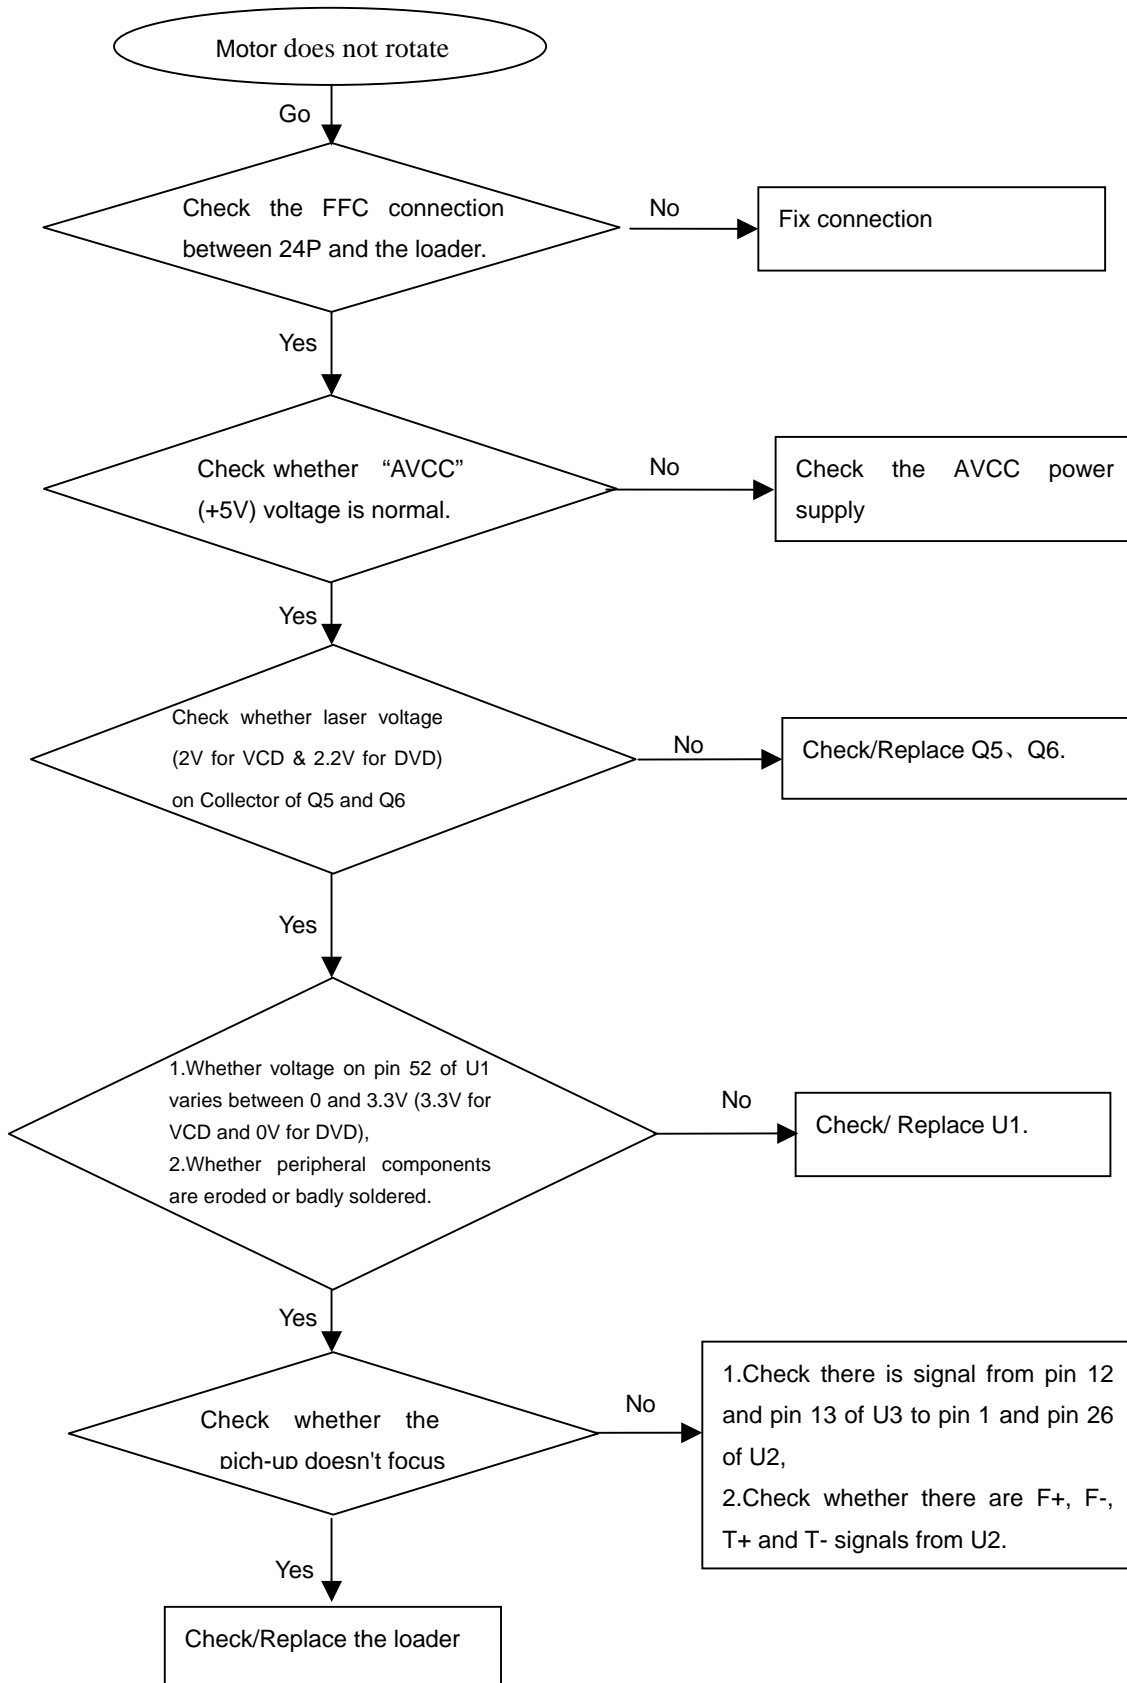 Motor does not rotate
Go
Check the FFC connection
between 24P and the loader.
No
Fix connection
Yes
Check whether “AVCC”
(+5V) voltage is normal.
No
Check the AVCC power
supply
Yes
Check whether laser voltage
(2V for VCD & 2.2V for DVD)
on Collector of Q5 and Q6
No
Check/Replace Q5、Q6.
Yes
1.Whether voltage on pin 52 of U1
varies between 0 and 3.3V (3.3V for
VCD and 0V for DVD),
2.Whether peripheral components
are eroded or badly soldered.
No
Check/ Replace U1.
Yes
Check whether the
pich-up doesn't focus
No
1.Check there is signal from pin 12
and pin 13 of U3 to pin 1 and pin 26
of U2,
2.Check whether there are F+, F-,
T+ and T- signals from U2.
Yes
Check/Replace the loader